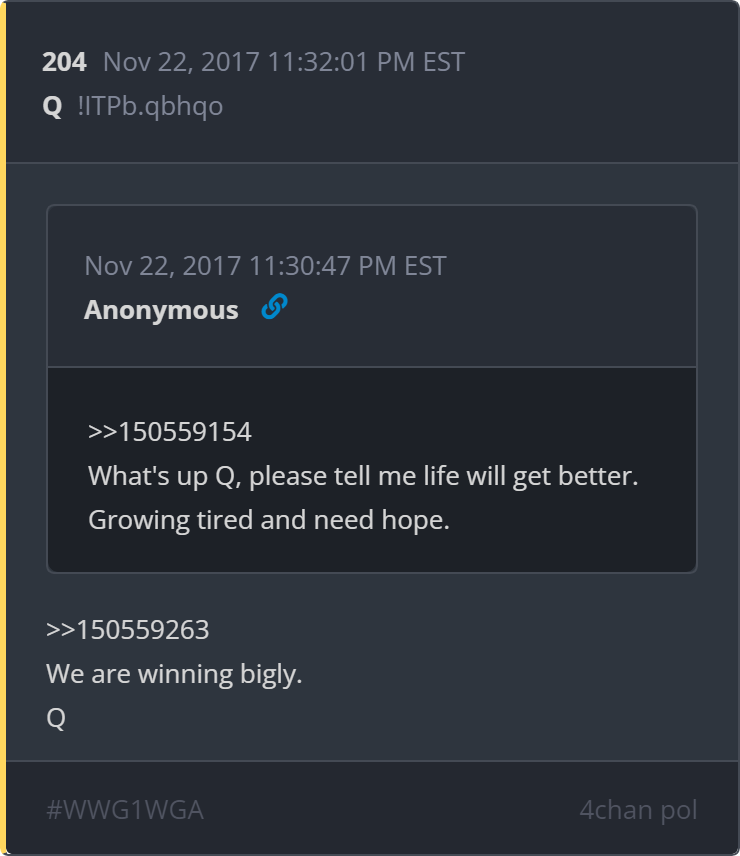 204 Nov 22, 2017 11:32:01 PM EST
Q !ITPb.qbhqo
Nov 22, 2017 11:30:47 PM EST
Anonymous
>>150559154
What's up Q, please tell me life will get better.
Growing tired and need hope.
>>150559263
We are winning bigly.
Q
#WWG1WGA 4chan pol